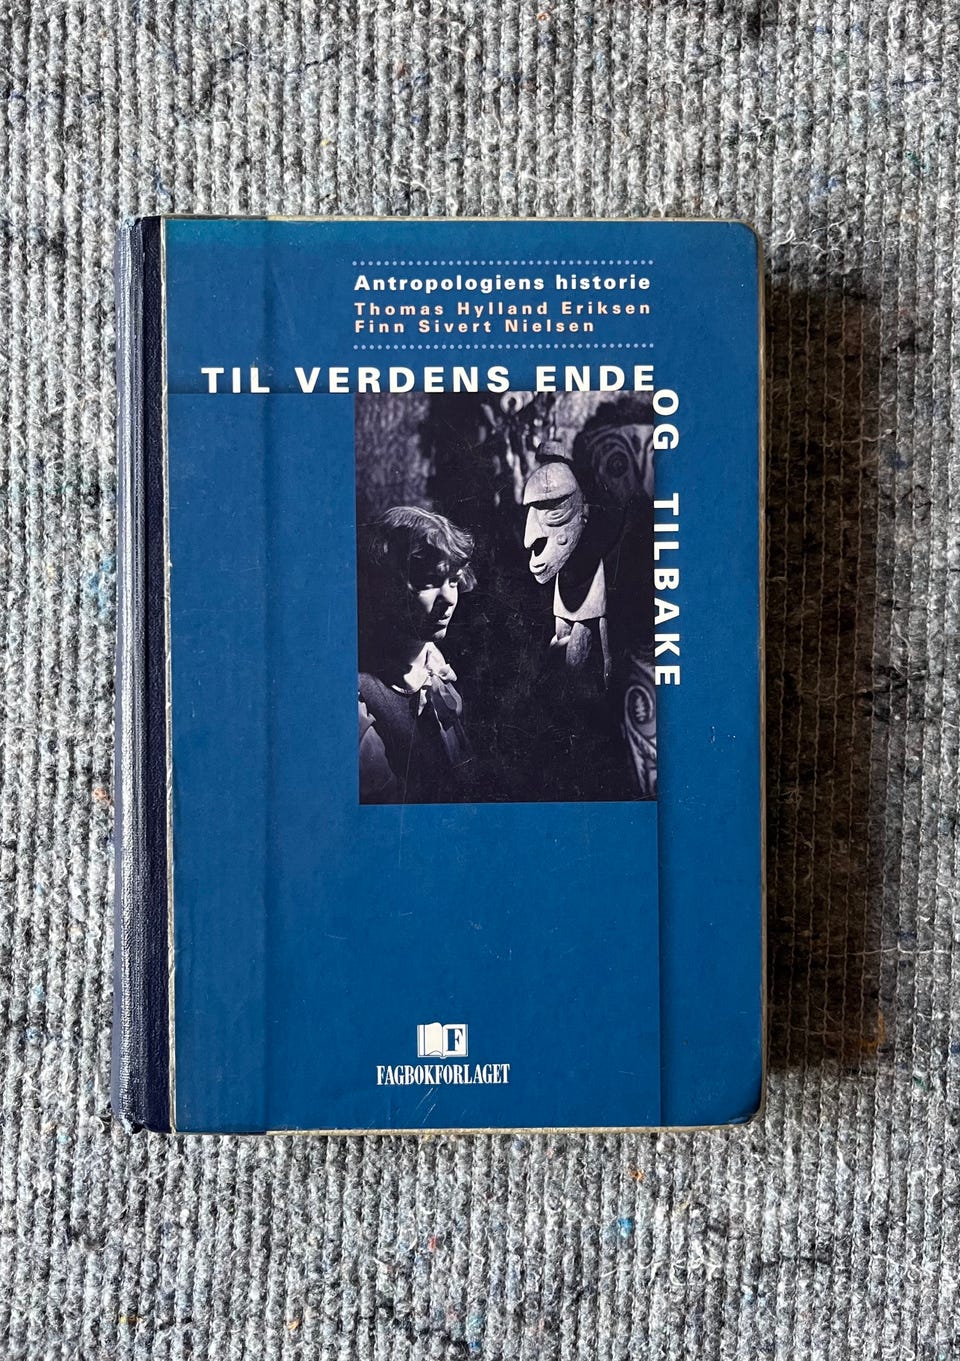 Antropologiens historie
Thomas Hylland Eriksen
Finn Sivert Nielsen
TIL VERDENS ENDE
OG TILBAKE
F
FAGBOKFORLAGET